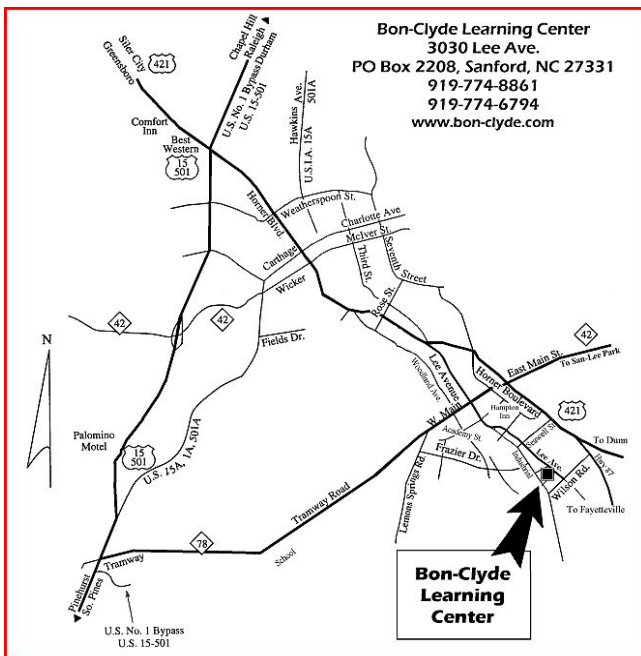 Bon-Clyde Learning Center
3030 Lee Ave.
PO Box 2208, Sanford, NC 27331
919-774-8861
919-774-6794
www.bon-clyde.com
Siler City
Greensboro
421
Chapel Hill
Raleigh
Durham
U.S. No. 1 Bypass
U.S. 15-501
Comfort
Inn
Best
Western
15
501
Hawkins Ave.
U.S.I.A. 15A
501A
Horner Blvd.
Weatherspoon St.
Charlotte Ave
Carthage
McIver St.
Wicker
Third St.
Seventh
Street
Rose St.
42
42
Fields Dr.
N
42
East Main St.
To San-Lee Park
Lee Avenue
Woodland Ave.
Horner Boulevard
W. Main
Hampton
Inn
421
Academy St.
Seawell St.
To Dunn
Palomino
Motel
15
501
U.S. 15A, 1A, 501A
Frazier Dr.
Industrial
Lee Ave.
Hwy 87
Wilson Rd.
To Fayetteville
Lemons Springs Rd.
Tramway Road
78
School
Tramway
Pinehurst
So. Pines
U.S. No. 1 Bypass
U.S. 15-501
Bon-Clyde
Learning
Center